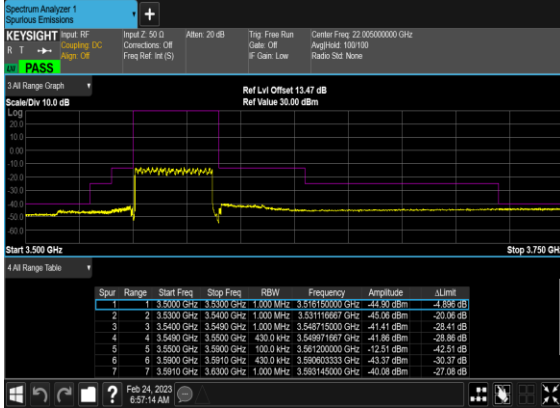 Spectrum Analyzer 1
Spurious Emissions
+
KEYSIGHT Input: RF Input Z: 50 Ω Atten: 20 dB Trig: Free Run Center Freq: 22.005000000 GHz
R T Coupling: DC Corrections: Off Gate: Off Avg|Hold: 100/100
Align: Off Freq Ref: Int (S) IF Gain: Low Radio Std: None
PASS
3 All Range Graph
Ref Lvl Offset 13.47 dB
Scale/Div 10.0 dB Ref Value 30.00 dBm
Log
20.0
10.0
0.00
-10.0
-20.0
-30.0
-40.0
-50.0
-60.0
Start 3.500 GHz Stop 3.750 GHz
4 All Range Table
Spur Range Start Freq Stop Freq RBW Frequency Amplitude ΔLimit
1 1 3.5000 GHz 3.5300 GHz 1.000 MHz 3.516150000 GHz -44.90 dBm -4.896 dB
2 2 3.5300 GHz 3.5400 GHz 1.000 MHz 3.531116667 GHz -45.06 dBm -20.06 dB
3 3 3.5400 GHz 3.5490 GHz 1.000 MHz 3.548715000 GHz -41.41 dBm -28.41 dB
4 4 3.5490 GHz 3.5500 GHz 430.0 kHz 3.549971667 GHz -41.86 dBm -28.86 dB
5 5 3.5500 GHz 3.5900 GHz 100.0 kHz 3.561200000 GHz -12.51 dBm -42.51 dB
6 6 3.5900 GHz 3.5910 GHz 430.0 kHz 3.590603333 GHz -43.37 dBm -30.37 dB
7 7 3.5910 GHz 3.6300 GHz 1.000 MHz 3.593145000 GHz -40.08 dBm -27.08 dB
? Feb 24, 2023
6:57:14 AM